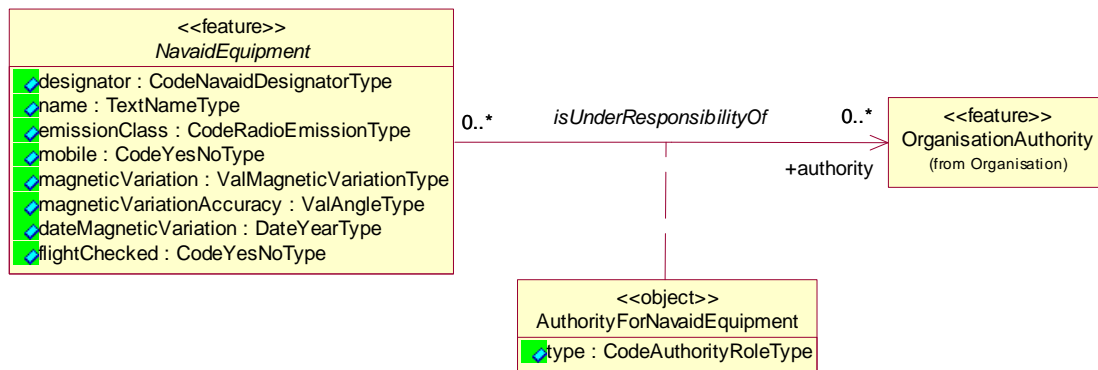 <<feature>>
NavaidEquipment
designator : CodeNavaidDesignatorType
name : TextNameType
emissionClass : CodeRadioEmissionType
mobile : CodeYesNoType
magneticVariation : ValMagneticVariationType
magneticVariationAccuracy : ValAngleType
dateMagneticVariation : DateYearType
flightChecked : CodeYesNoType
0..*
isUnderResponsibilityOf
0..*
+authority
<<feature>>
OrganisationAuthority
(from Organisation)
<<object>>
AuthorityForNavaidEquipment
type : CodeAuthorityRoleType